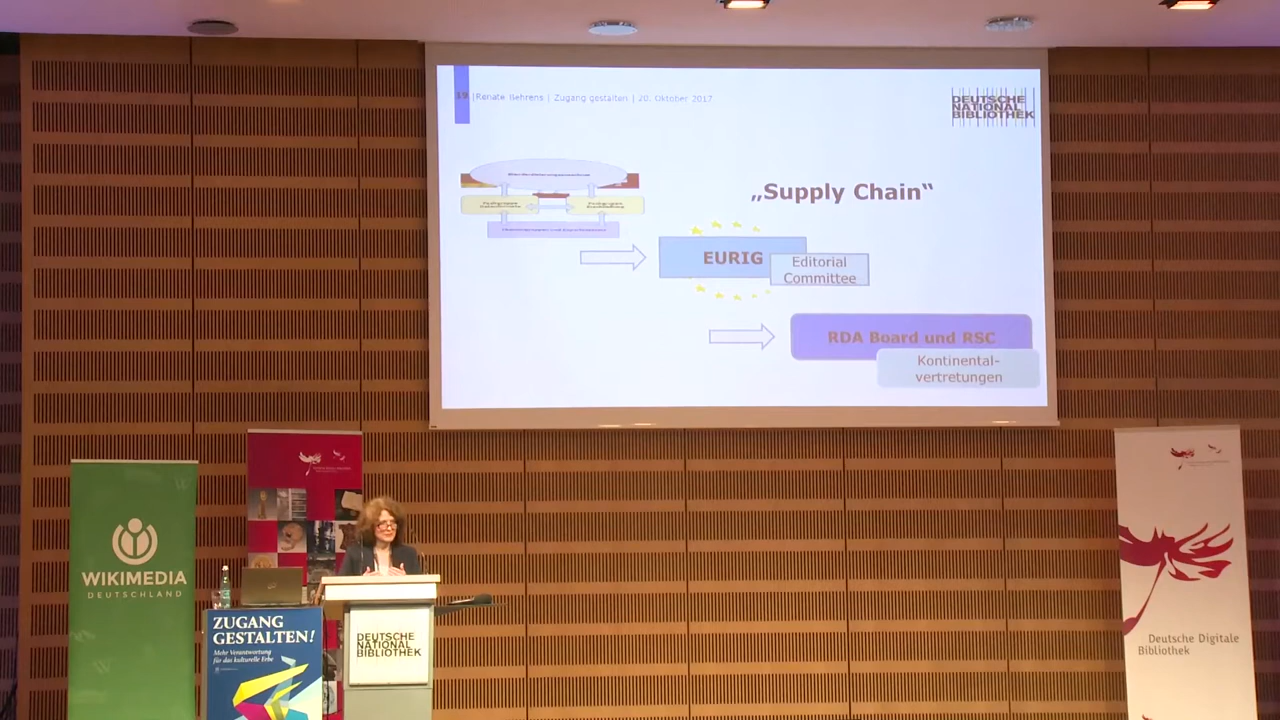 19 |Renate Behrens | Zugang gestalten | 20. Oktober 2017
DEUTSCHE
NATIONAL
BIBLIOTHEK
„Supply Chain“
EURIG
Editorial
Committee
RDA Board und RSC
Kontinental-
vertretungen
WIKIMEDIA
DEUTSCHLAND
ZUGANG
GESTALTEN!
Mehr Verantwortung
für das kulturelle Erbe
DEUTSCHE
NATIONAL
BIBLIOTHEK
Deutsche Digitale
Bibliothek